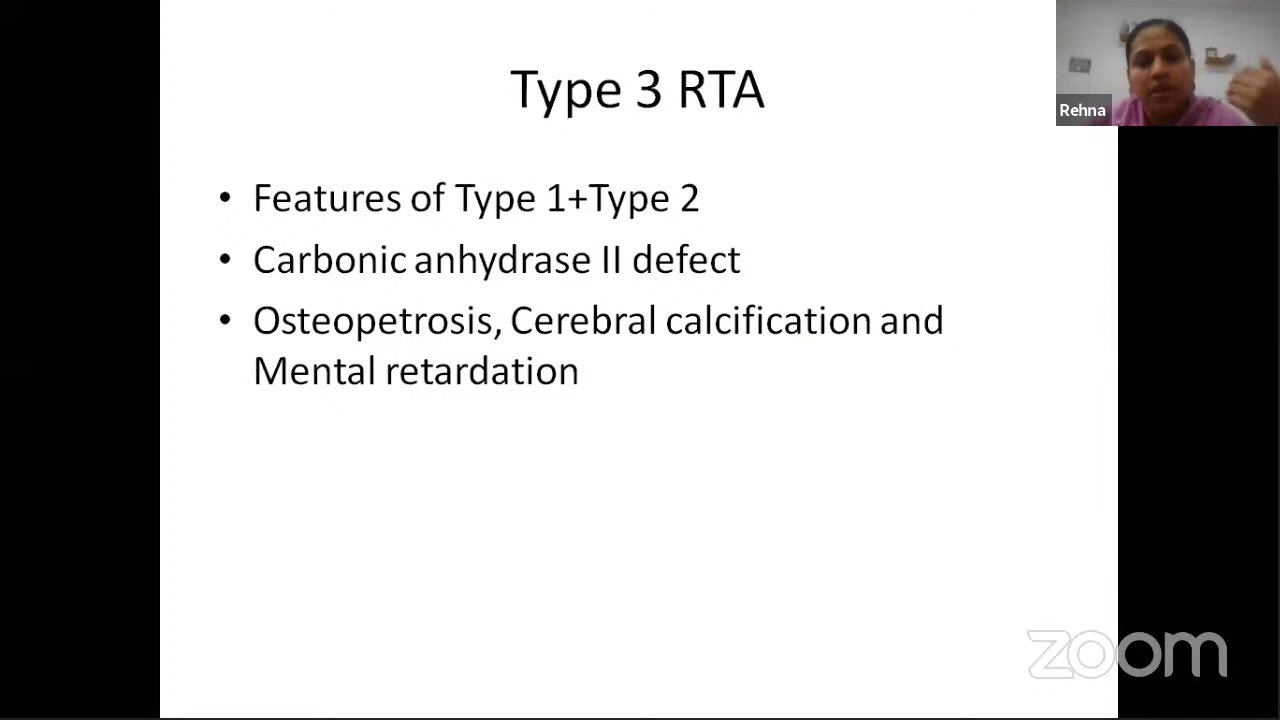 Type 3 RTA
Rehna
• Features of Type 1+Type 2
• Carbonic anhydrase II defect
• Osteopetrosis, Cerebral calcification and
Mental retardation
zoom